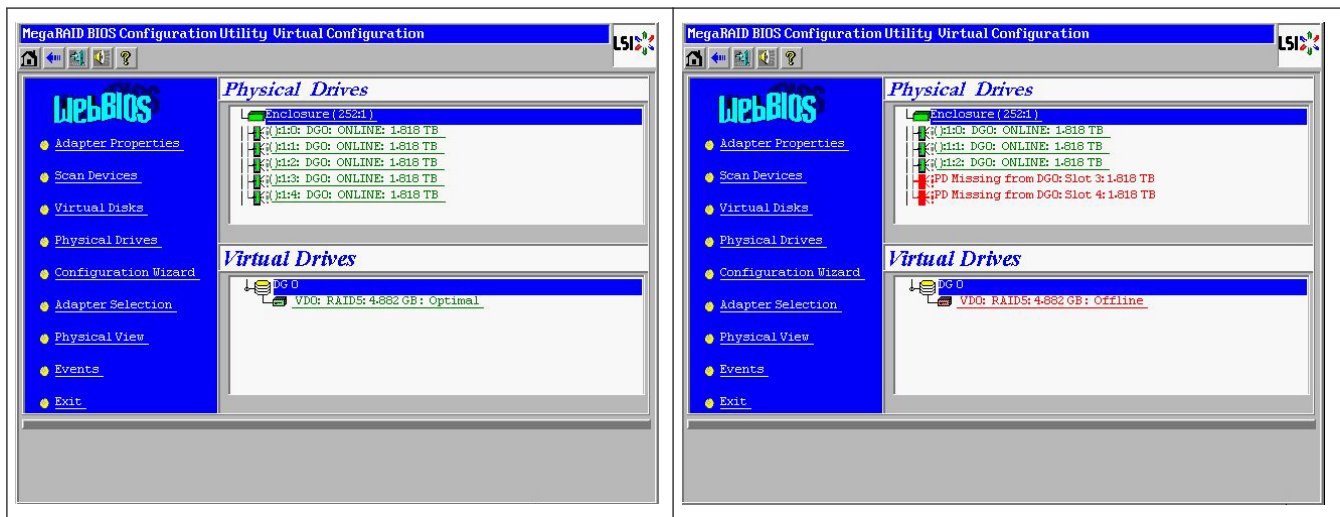 MegaRAID BIOS Configuration Utility Virtual Configuration
LSI
WebBIOS
Adapter Properties
Scan Devices
Virtual Disks
Physical Drives
Configuration Wizard
Adapter Selection
Physical View
Events
Exit
Physical Drives
Enclosure (252:1)
():1:0: DG0: ONLINE: 1.818 TB
():1:1: DG0: ONLINE: 1.818 TB
():1:2: DG0: ONLINE: 1.818 TB
():1:3: DG0: ONLINE: 1.818 TB
():1:4: DG0: ONLINE: 1.818 TB
Virtual Drives
DG 0
VD0: RAID5: 4.882 GB: Optimal
MegaRAID BIOS Configuration Utility Virtual Configuration
LSI
WebBIOS
Adapter Properties
Scan Devices
Virtual Disks
Physical Drives
Configuration Wizard
Adapter Selection
Physical View
Events
Exit
Physical Drives
Enclosure (252:1)
():1:0: DG0: ONLINE: 1.818 TB
():1:1: DG0: ONLINE: 1.818 TB
():1:2: DG0: ONLINE: 1.818 TB
PD Missing from DG0: Slot 3: 1.818 TB
PD Missing from DG0: Slot 4: 1.818 TB
Virtual Drives
DG 0
VD0: RAID5: 4.882 GB: Offline